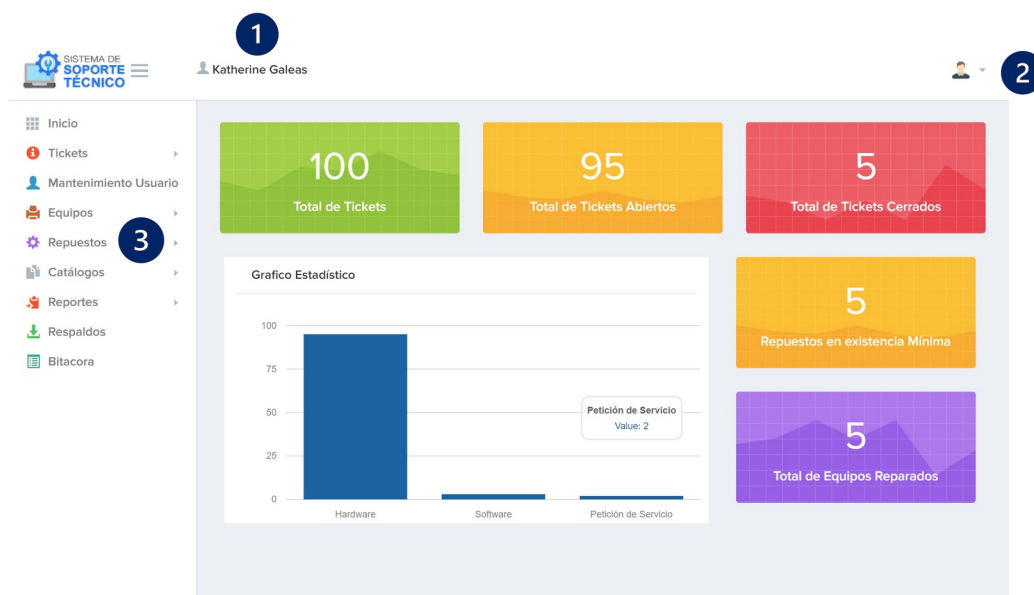 1
SISTEMA DE
SOPORTE
TÉCNICO
Katherine Galeas
2
Inicio
Tickets
Mantenimiento Usuario
Equipos
Repuestos
3
Catálogos
Reportes
Respaldos
Bitacora
100
Total de Tickets
95
Total de Tickets Abiertos
5
Total de Tickets Cerrados
Grafico Estadístico
100
75
50
25
0
Petición de Servicio
Value: 2
Hardware
Software
Petición de Servicio
5
Repuestos en existencia Mínima
5
Total de Equipos Reparados